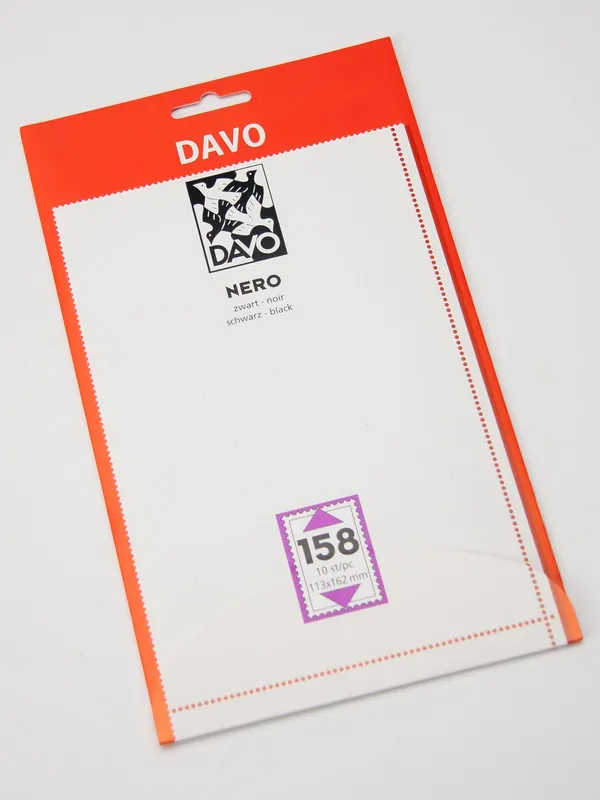 DAVO
DAVO
NERO
zwart - noir
schwarz - black
158
10 st/pc
113x162 mm